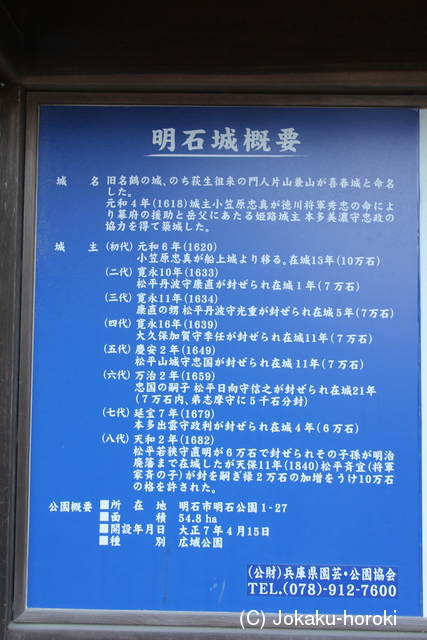 明石城概要
城 名 旧名鶴の城、のち荻生徂来の門人片山兼山が喜春城と命名
した。
元和4年(1618)城主小笠原忠真が徳川将軍秀忠の命によ
り幕府の援助と岳父にあたる姫路城主 本多美濃守忠政の
協力を得て築城した。
城 主 (初代) 元和6年(1620)
小笠原忠真が船上城より移る。在城13年(10万石)
(二代) 寛永10年(1633)
松平丹波守康直が封ぜられ在城1年(7万石)
(三代) 寛永11年(1634)
康直の甥 松平丹波守光重が封ぜられ在城5年(7万石)
(四代) 寛永16年(1639)
大久保加賀守季任が封ぜられ在城11年(7万石)
(五代) 慶安2年(1649)
松平山城守忠国が封ぜられ在城11年(7万石)
(六代) 万治2年(1659)
忠国の嗣子 松平日向守信之が封ぜられ在城21年
(7万石内、弟志摩守に5千石分封)
(七代) 延宝7年(1679)
本多出雲守政利が封ぜられ在城4年(6万石)
(八代) 天和2年(1682)
松平若狭守直明が6万石で封ぜられその子孫が明治
廃藩まで在城したが天保11年(1840)松平斉宣(将軍
家斉の子)が封を嗣ぎ禄2万石の加増をうけ10万石
の格を許された。
公園概要 ■所 在 地 明石市明石公園1-27
■面 積 54.8 ha
■開設年月日 大正7年4月15日
■種 別 広域公園
(公財)兵庫県園芸・公園協会
TEL.(078)-912-7600
(C) Jokaku-horoki